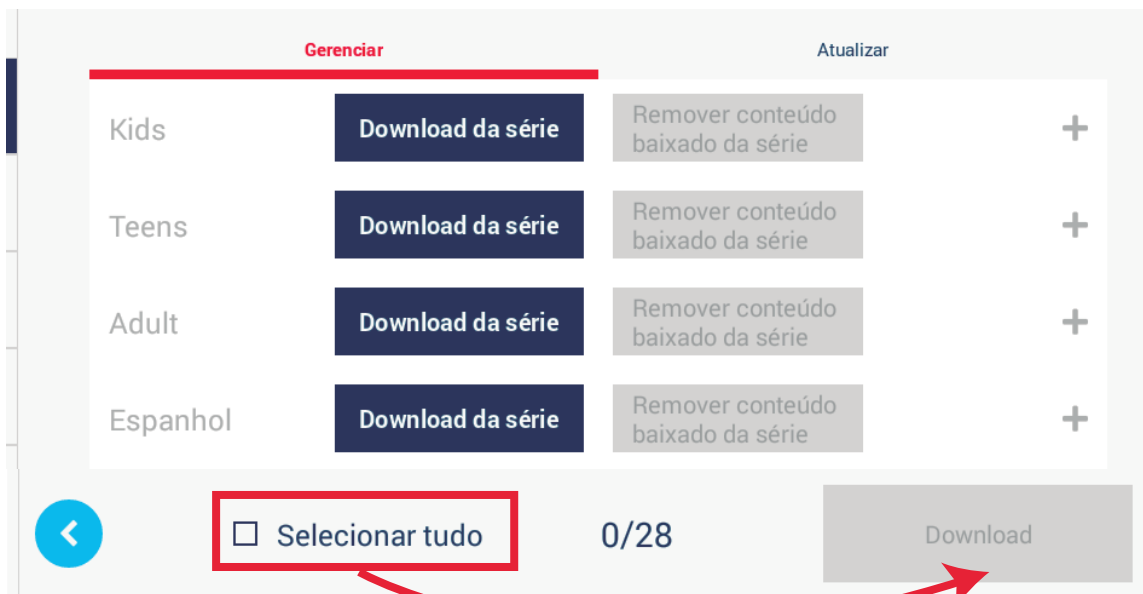 Gerenciar
Atualizar
Kids
Download da série
Remover conteúdo
baixado da série
Teens
Download da série
Remover conteúdo
baixado da série
Adult
Download da série
Remover conteúdo
baixado da série
Espanhol
Download da série
Remover conteúdo
baixado da série
Selecionar tudo
0/28
Download